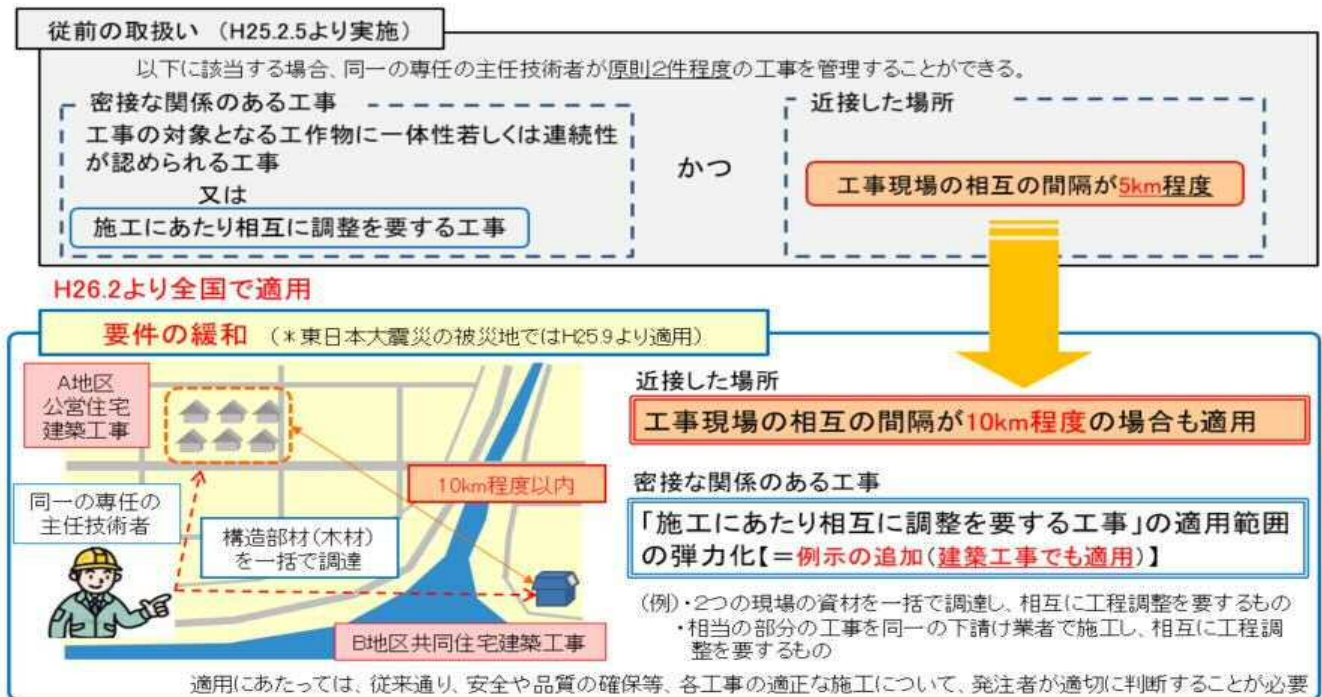 従前の取扱い (H25.2.5より実施)
以下に該当する場合、同一の専任の主任技術者が原則2件程度の工事を管理することができる。
密接な関係のある工事
工事の対象となる工作物に一体性若しくは連続性
が認められる工事
又は
施工にあたり相互に調整を要する工事
かつ
近接した場所
工事現場の相互の間隔が5km程度
H26.2より全国で適用
要件の緩和 (*東日本大震災の被災地ではH25.9より適用)
A地区
公営住宅
建築工事
同一の専任の
主任技術者
構造部材(木材)
を一括で調達
10km程度以内
B地区共同住宅建築工事
近接した場所
工事現場の相互の間隔が10km程度の場合も適用
密接な関係のある工事
「施工にあたり相互に調整を要する工事」の適用範囲
の弾力化【=例示の追加(建築工事でも適用)】
(例)・2つの現場の資材を一括で調達し、相互に工程調整を要するもの
・相当の部分の工事を同一の下請け業者で施工し、相互に工程調
整を要するもの
適用にあたっては、従来通り、安全や品質の確保等、各工事の適正な施工について、発注者が適切に判断することが必要